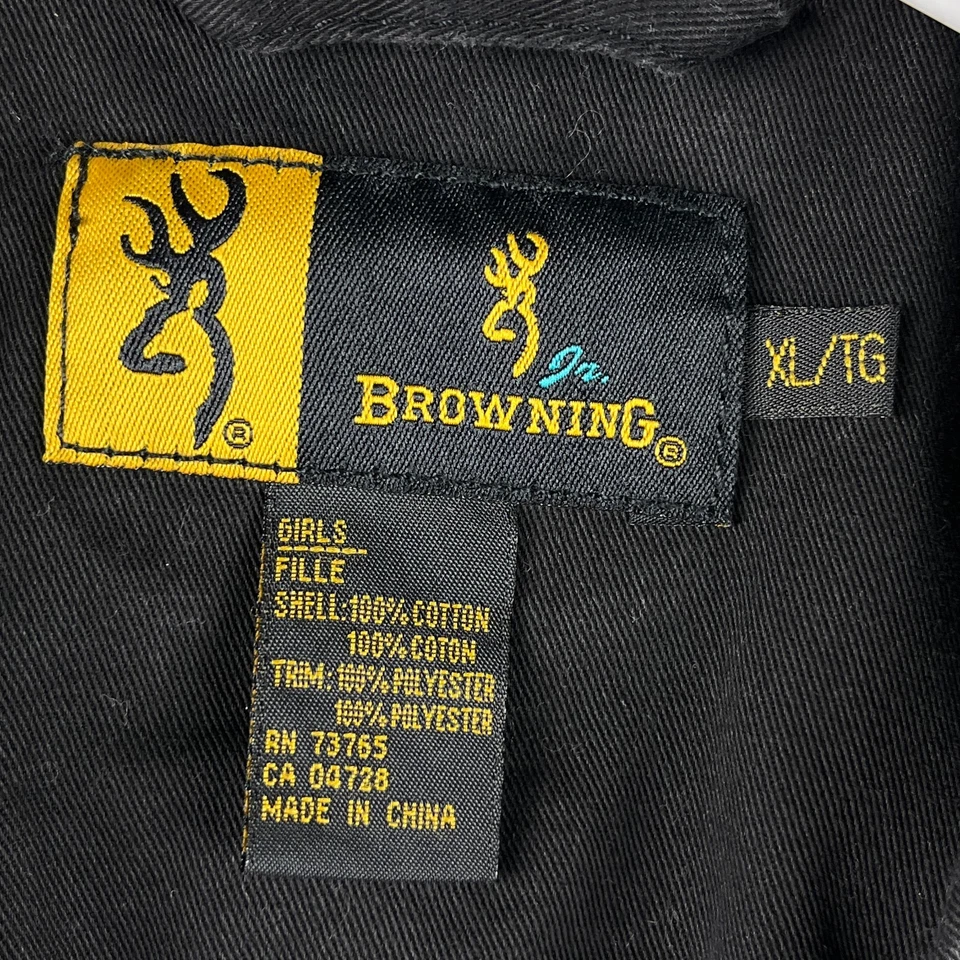 ®
Jr.
BROWNING®
XL/TG
GIRLS
FILLE
SHELL: 100% COTTON
100% COTON
TRIM: 100% POLYESTER
100% POLYESTER
RN 73765
CA 04728
MADE IN CHINA